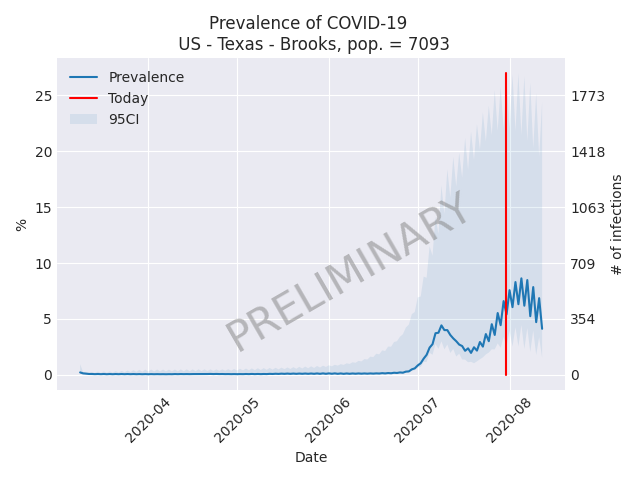 Prevalence of COVID-19
US - Texas - Brooks, pop. = 7093
Prevalence
Today
95CI
25
20
15
10
5
0
%
1773
1418
1063
709
354
0
# of infections
PRELIMINARY
2020-04
2020-05
2020-06
2020-07
2020-08
Date